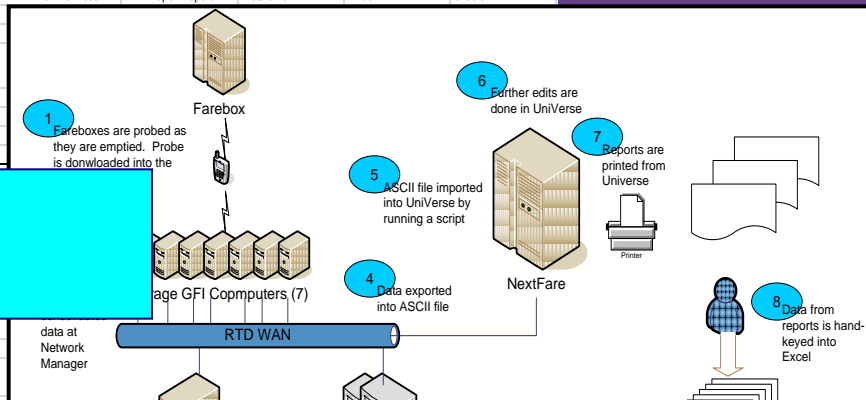 Farebox
1
Fareboxes are probed as
they are emptied. Probe
is donwloaded into the
rage GFI Copmputers (7)
data at
Network
Manager
RTD WAN
4
Data exported
into ASCII file
5
ASCII file imported
into UniVerse by
running a script
6
Further edits are
done in UniVerse
7
Reports are
printed from
Universe
Printer
NextFare
8
Data from
reports is hand-
keyed into
Excel